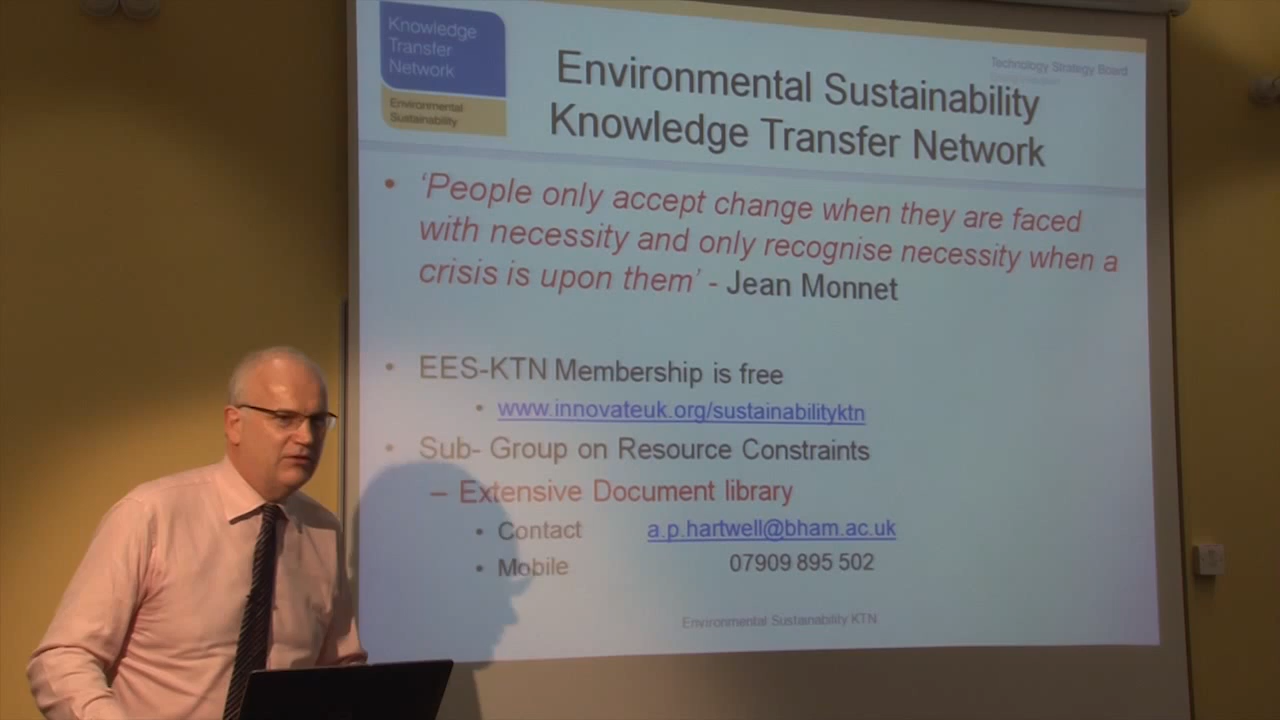 Knowledge
Transfer
Network
Environmental
Sustainability
Technology Strategy Board
Environmental Sustainability
Knowledge Transfer Network
• ‘People only accept change when they are faced
with necessity and only recognise necessity when a
crisis is upon them’ - Jean Monnet
• EES-KTN Membership is free
• www.innovateuk.org/sustainabilityktn
• Sub- Group on Resource Constraints
– Extensive Document library
• Contact a.p.hartwell@bham.ac.uk
• Mobile 07909 895 502
Environmental Sustainability KTN